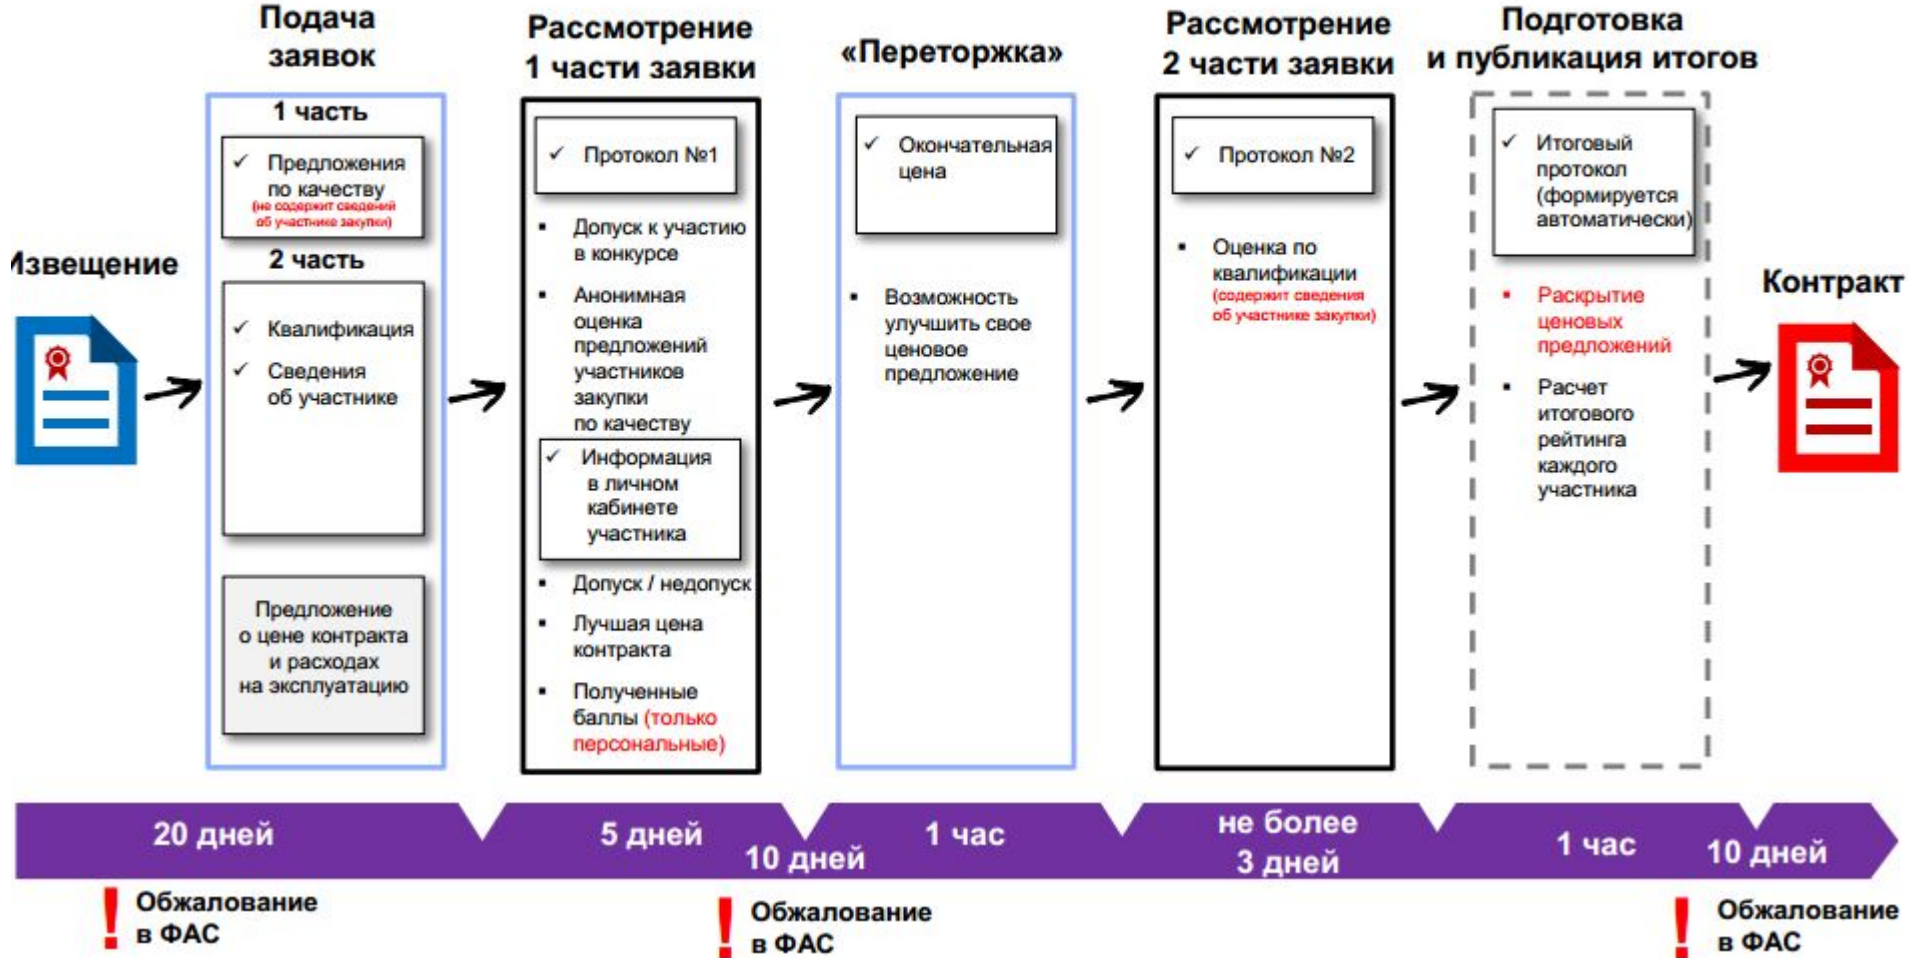 Подача
заявок
Рассмотрение
1 части заявки
«Переторжка»
Рассмотрение
2 части заявки
Подготовка
и публикация итогов
Извещение
1 часть
✓ Предложения
по качеству
(не содержит сведений
об участнике закупки)
2 часть
✓ Квалификация
✓ Сведения
об участнике
Предложение
о цене контракта
и расходах
на эксплуатацию
✓ Протокол №1
▪ Допуск к участию
в конкурсе
▪ Анонимная
оценка
предложений
участников
закупки
по качеству
✓ Информация
в личном
кабинете
участника
▪ Допуск / недопуск
▪ Лучшая цена
контракта
▪ Полученные
баллы (только
персональные)
✓ Окончательная
цена
▪ Возможность
улучшить свое
ценовое
предложение
✓ Протокол №2
▪ Оценка по
квалификации
(содержит сведения
об участнике закупки)
✓ Итоговый
протокол
(формируется
автоматически)
▪ Раскрытие
ценовых
предложений
▪ Расчет
итогового
рейтинга
каждого
участника
Контракт
20 дней
5 дней
10 дней
1 час
не более
3 дней
1 час
10 дней
! Обжалование
в ФАС
! Обжалование
в ФАС
! Обжалование
в ФАС